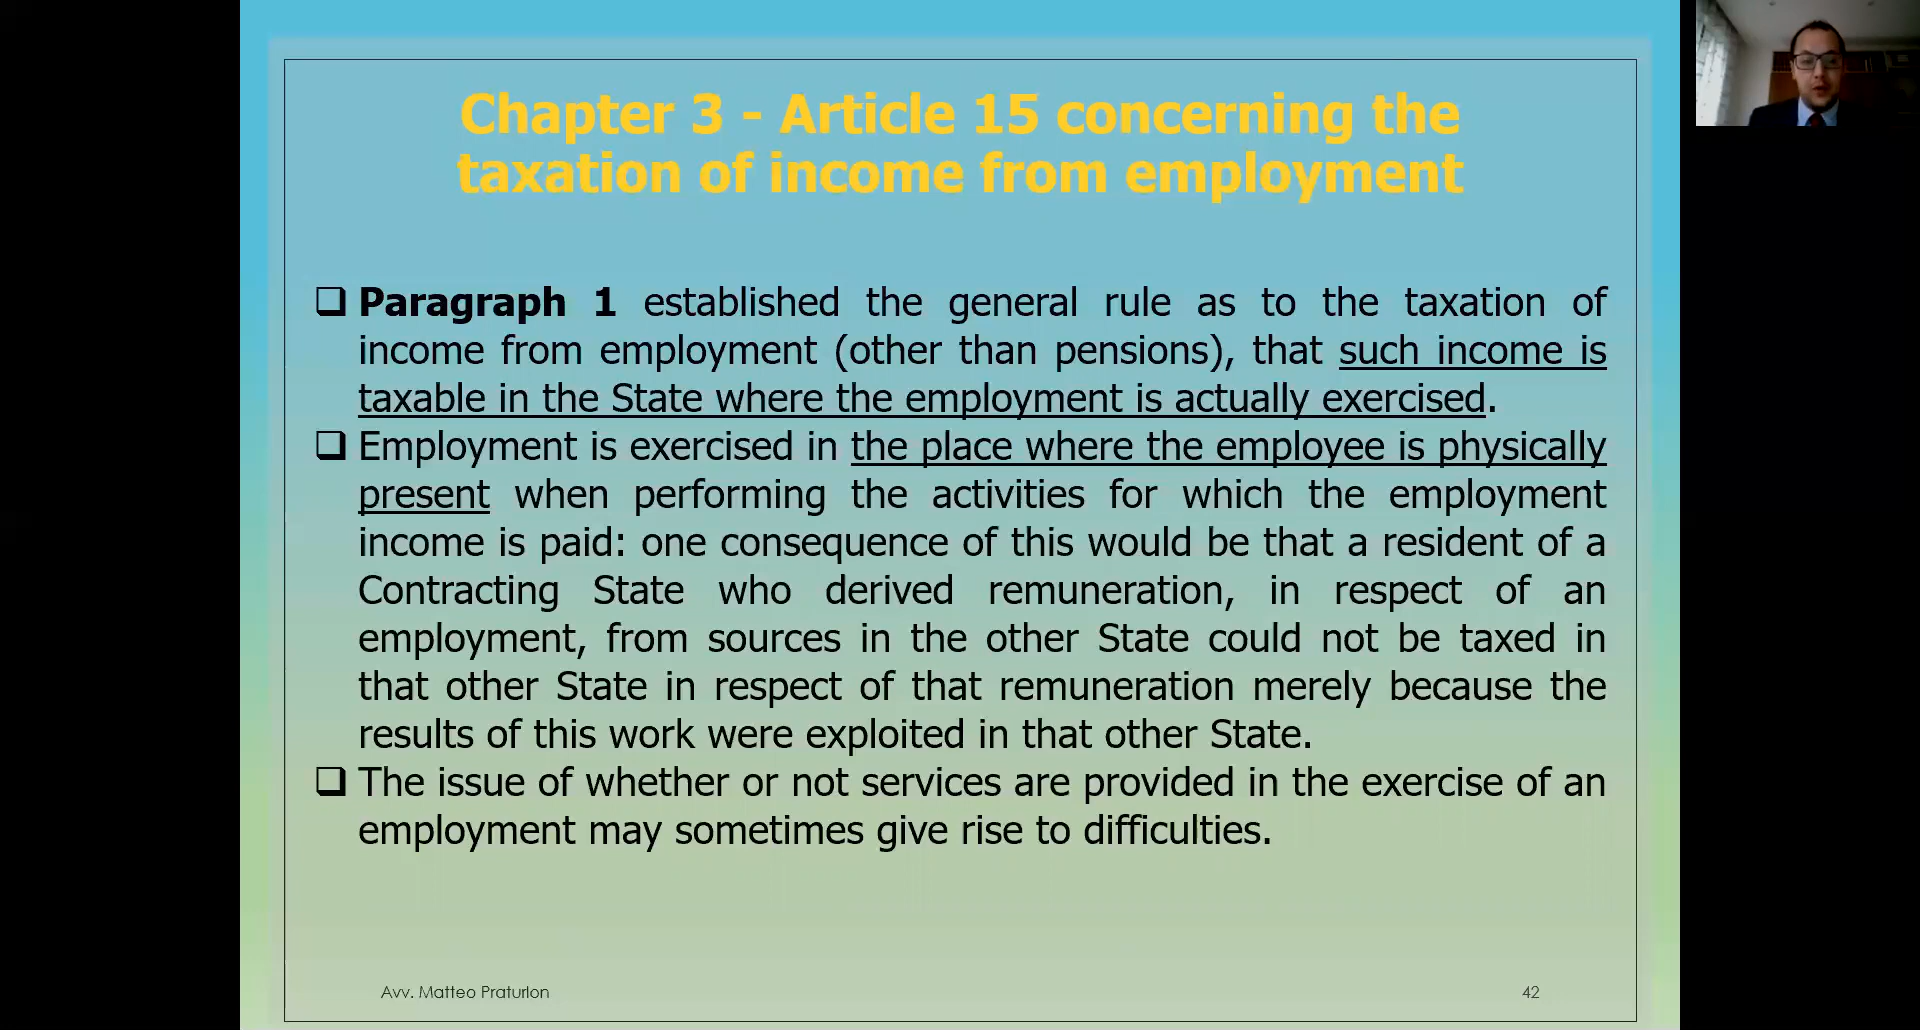 Chapter 3 - Article 15 concerning the
taxation of income from employment
❑ Paragraph 1 established the general rule as to the taxation of
income from employment (other than pensions), that such income is
taxable in the State where the employment is actually exercised.
❑ Employment is exercised in the place where the employee is physically
present when performing the activities for which the employment
income is paid: one consequence of this would be that a resident of a
Contracting State who derived remuneration, in respect of an
employment, from sources in the other State could not be taxed in
that other State in respect of that remuneration merely because the
results of this work were exploited in that other State.
❑ The issue of whether or not services are provided in the exercise of an
employment may sometimes give rise to difficulties.
Avv. Matteo Praturlon
42